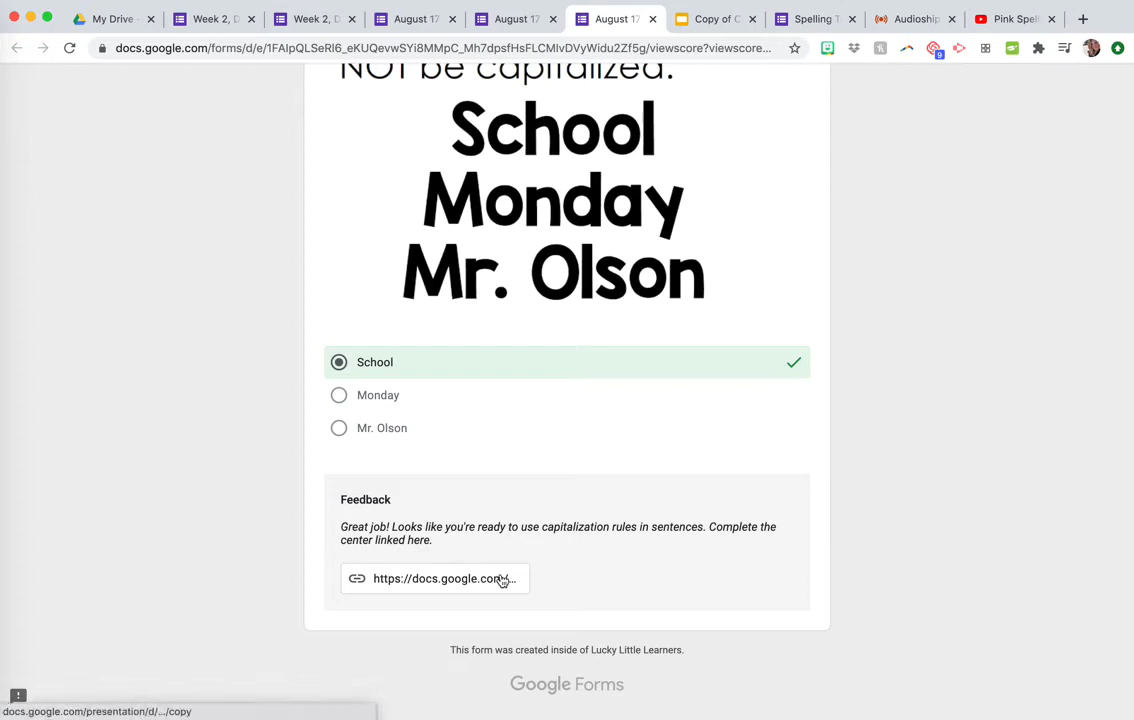 My Drive -
Week 2, D
Week 2, D
August 17
August 17
August 17
Copy of C
Spelling T
Audioship
Pink Spel
docs.google.com/forms/d/e/1FAIpQLSeRl6_eKUQevwSYi8MMpC_Mh7dpsfHsFLCMlvDVyWidu2Zf5g/viewscore?viewscore...
9
NOT be capitalized.
School
Monday
Mr. Olson
School
Monday
Mr. Olson
Feedback
Great job! Looks like you're ready to use capitalization rules in sentences. Complete the
center linked here.
https://docs.google.com/...
This form was created inside of Lucky Little Learners.
Google Forms
docs.google.com/presentation/d/.../copy